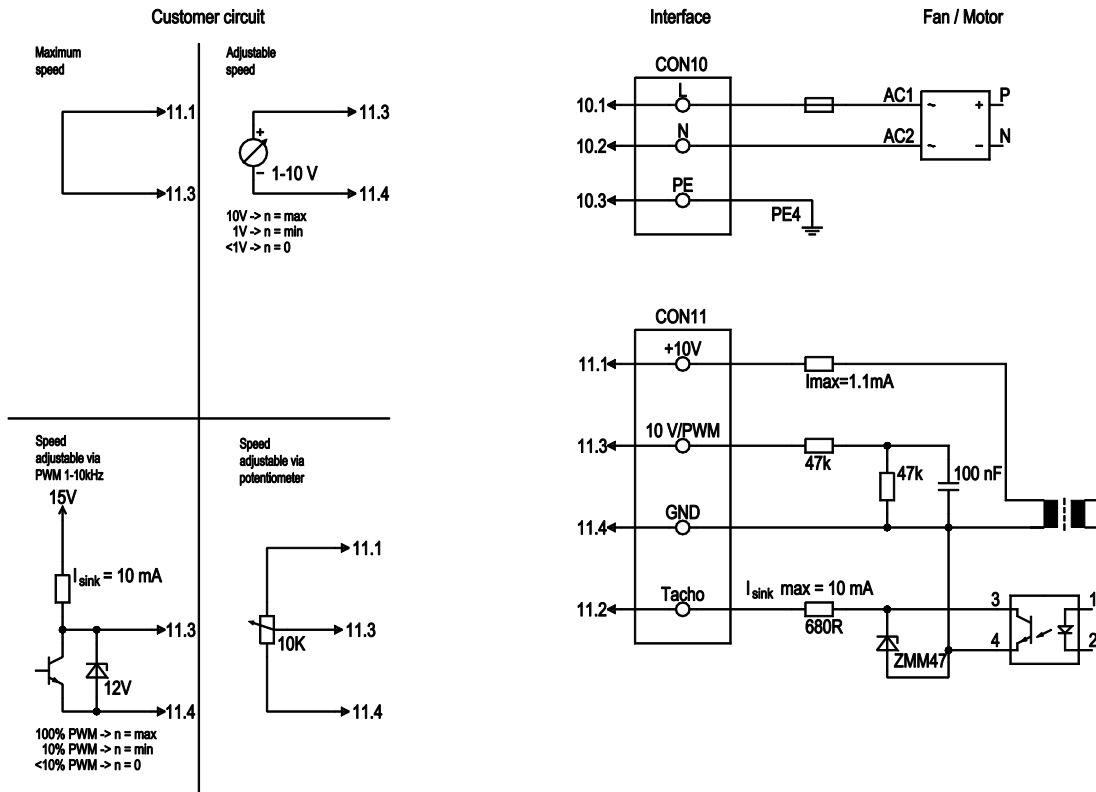 Customer circuit
Interface
Fan / Motor
Maximum
speed
11.1
11.3
Adjustable
speed
11.3
+
−
1-10 V
11.4
10V -> n = max
1V -> n = min
<1V -> n = 0
Speed
adjustable via
PWM 1-10kHz
15V
Isink = 10 mA
11.3
12V
11.4
100% PWM -> n = max
10% PWM -> n = min
<10% PWM -> n = 0
Speed
adjustable via
potentiometer
11.1
11.3
10K
11.4
CON10
10.1
L
AC1
~
+
P
10.2
N
AC2
~
−
N
10.3
PE
PE4
CON11
11.1
+10V
Imax=1.1mA
11.3
10 V/PWM
47k
47k
100 nF
11.4
GND
11.2
Tacho
Isink max = 10 mA
680R
ZMM47
3
4
1
2